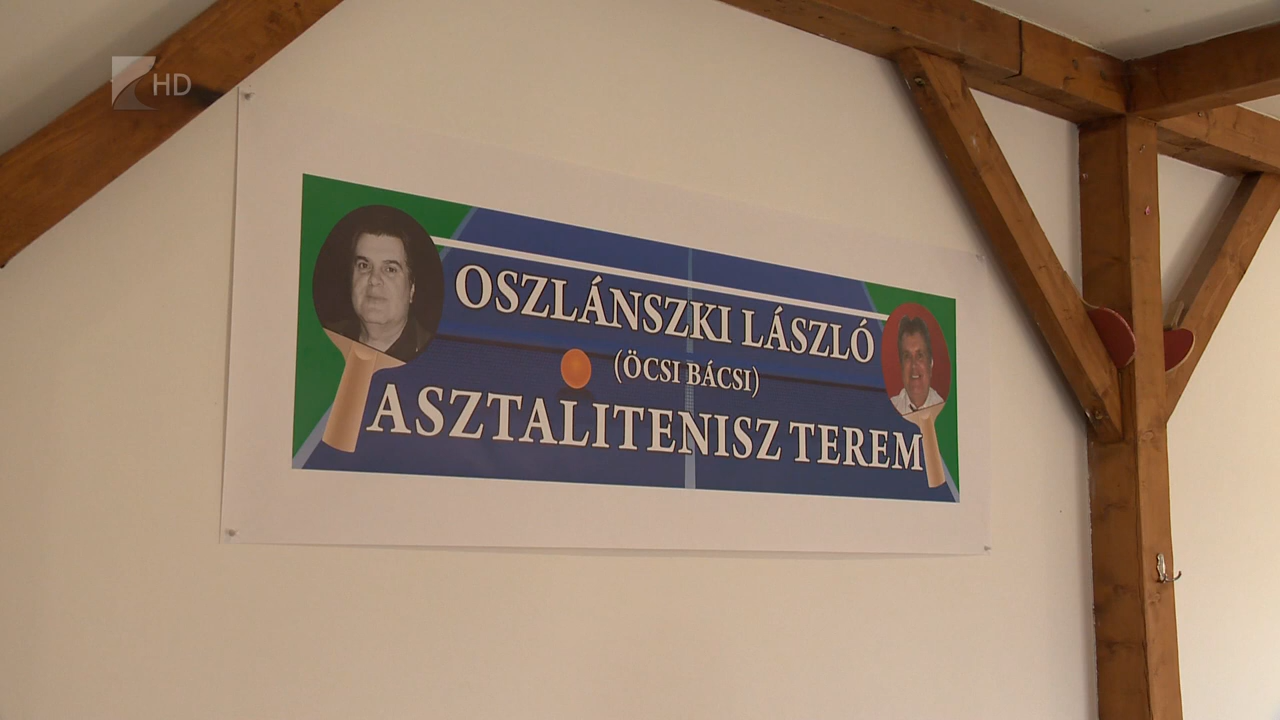 HD
OSZLÁNSZKI LÁSZLÓ
(ÖCSI BÁCSI)
ASZTALITENISZ TEREM